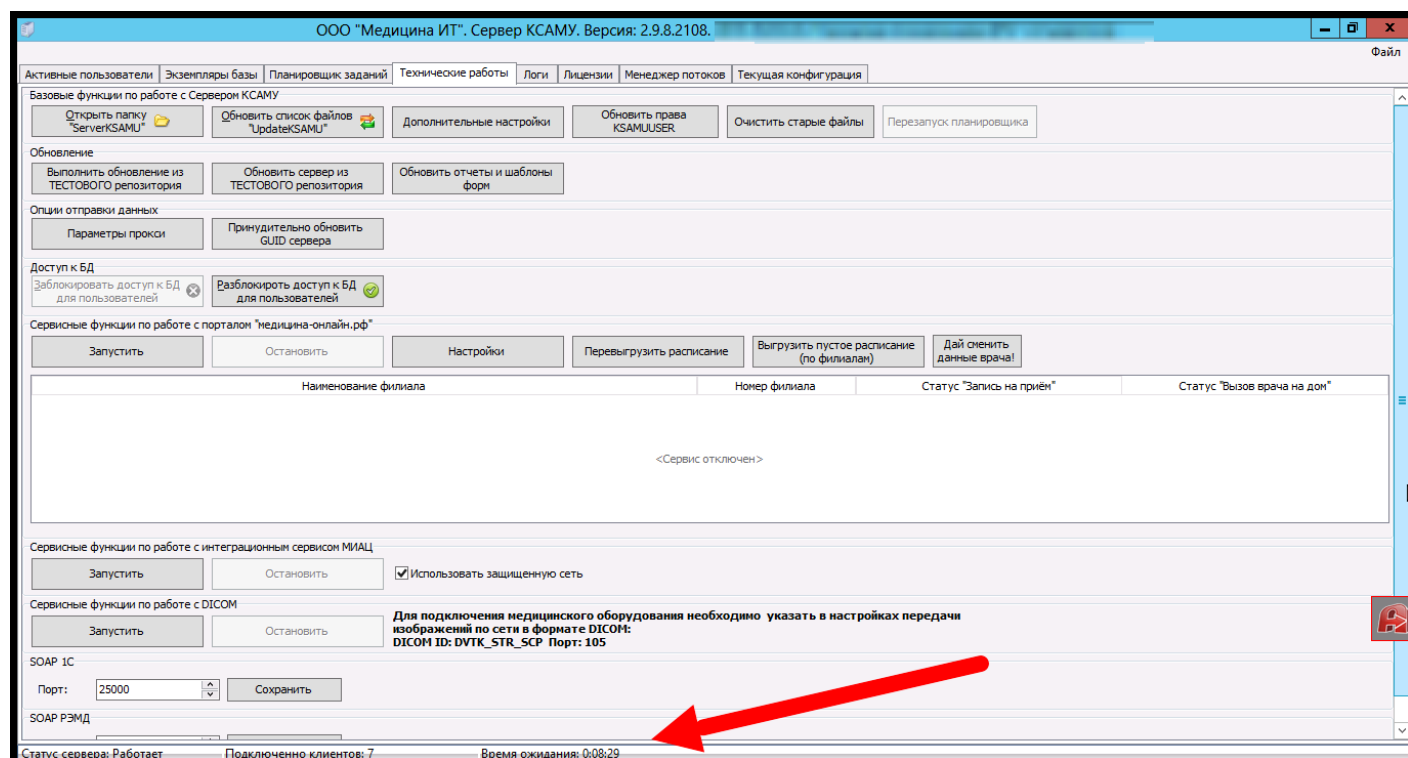 ООО "Медицина ИТ". Сервер КСАМУ. Версия: 2.9.8.2108.
Файл
Активные пользователи Экземпляры базы Планировщик заданий Технические работы Логи Лицензии Менеджер потоков Текущая конфигурация
Базовые функции по работе с Сервером КСАМУ
Открыть папку "ServerKSAMU"
Обновить список файлов "UpdateKSAMU"
Дополнительные настройки
Обновить права KSAMUUSER
Очистить старые файлы
Перезапуск планировщика
Обновление
Выполнить обновление из ТЕСТОВОГО репозитория
Обновить сервер из ТЕСТОВОГО репозитория
Обновить отчеты и шаблоны форм
Опции отправки данных
Параметры прокси
Принудительно обновить GUID сервера
Доступ к БД
Заблокировать доступ к БД для пользователей
Разблокироть доступ к БД для пользователей
Сервисные функции по работе с порталом "медицина-онлайн.рф"
Запустить Остановить Настройки Перевыгрузить расписание
Выгрузить пустое расписание (по филиалам)
Дай сменить данные врача!
Наименование филиала Номер филиала Статус "Запись на приём" Статус "Вызов врача на дом"
<Сервис отключен>
Сервисные функции по работе с интеграционным сервисом МИАЦ
Запустить Остановить Использовать защищенную сеть
Сервисные функции по работе с DICOM
Запустить Остановить
Для подключения медицинского оборудования необходимо указать в настройках передачи
изображений по сети в формате DICOM:
DICOM ID: DVTK_STR_SCP Порт: 105
SOAP 1C
Порт: 25000 Сохранить
SOAP РЭМД
Статус сервера: Работает Подключенно клиентов: 7 Время ожидания: 0:08:29